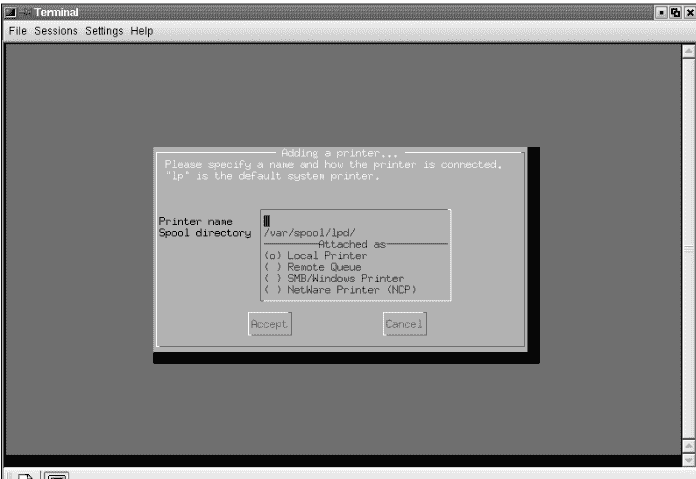 Terminal
File Sessions Settings Help
Adding a printer...
Please specify a name and how the printer is connected.
"lp" is the default system printer.
Printer name
Spool directory /var/spool/lpd/
Attached as
(o) Local Printer
( ) Remote Queue
( ) SMB/Windows Printer
( ) NetWare Printer (NCP)
Accept Cancel